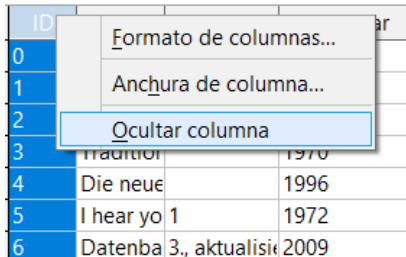 ID ar
Formato de columnas...
0
Anchura de columna...
1
2
Ocultar columna
3 Tradition 1970
4 Die neue 1996
5 I hear yo 1 1972
6 Datenba 3., aktualisie 2009